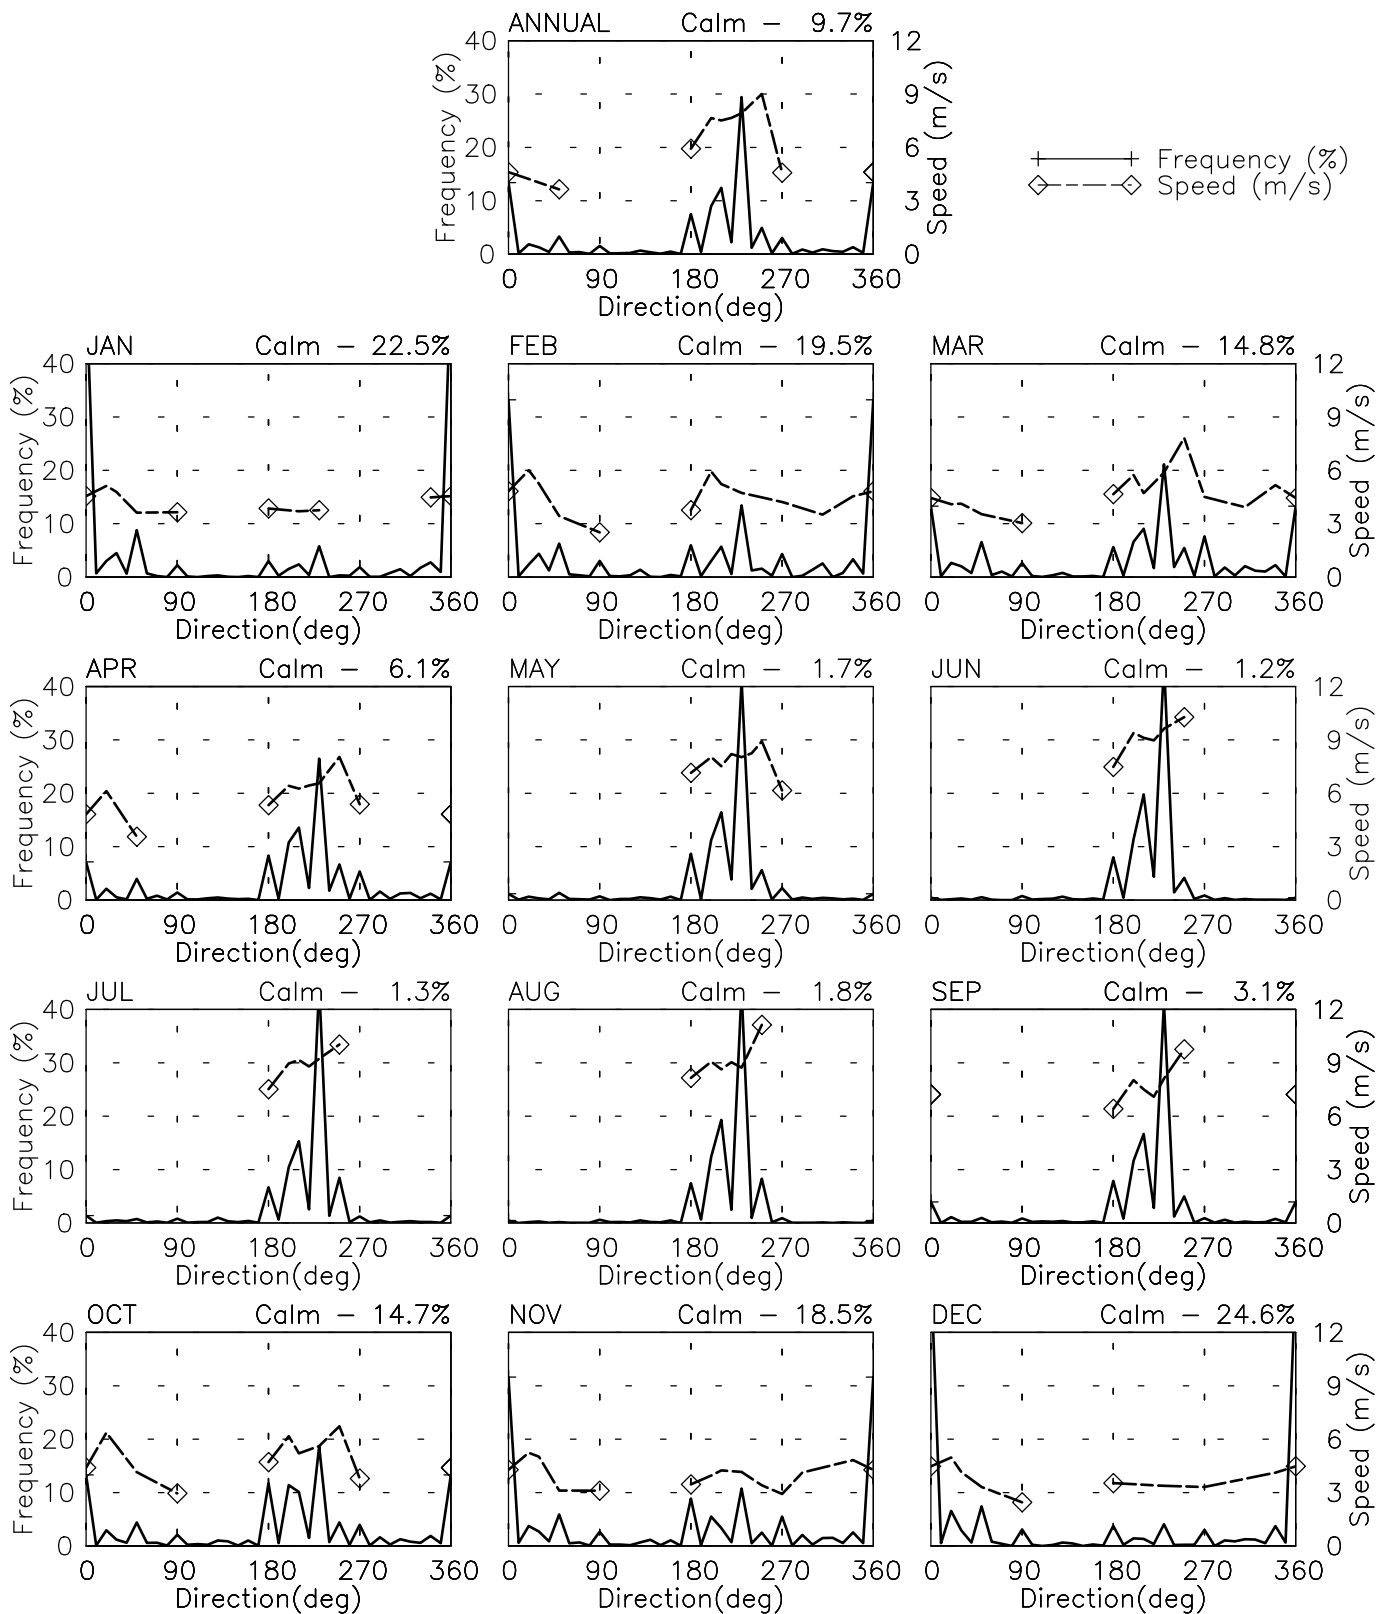 ANNUAL Calm – 9.7%
40 12
30 9
20 6
10 3
0 0
Frequency (%)
Speed (m/s)
0 90 180 270 360
Direction(deg)
Frequency (%)
Speed (m/s)
JAN Calm – 22.5% FEB Calm – 19.5% MAR Calm – 14.8%
40 12
30 9
20 6
10 3
0 0
Frequency (%)
Speed (m/s)
0 90 180 270 360 0 90 180 270 360 0 90 180 270 360
Direction(deg) Direction(deg) Direction(deg)
APR Calm – 6.1% MAY Calm – 1.7% JUN Calm – 1.2%
40 12
30 9
20 6
10 3
0 0
Frequency (%)
Speed (m/s)
0 90 180 270 360 0 90 180 270 360 0 90 180 270 360
Direction(deg) Direction(deg) Direction(deg)
JUL Calm – 1.3% AUG Calm – 1.8% SEP Calm – 3.1%
40 12
30 9
20 6
10 3
0 0
Frequency (%)
Speed (m/s)
0 90 180 270 360 0 90 180 270 360 0 90 180 270 360
Direction(deg) Direction(deg) Direction(deg)
OCT Calm – 14.7% NOV Calm – 18.5% DEC Calm – 24.6%
40 12
30 9
20 6
10 3
0 0
Frequency (%)
Speed (m/s)
0 90 180 270 360 0 90 180 270 360 0 90 180 270 360
Direction(deg) Direction(deg) Direction(deg)